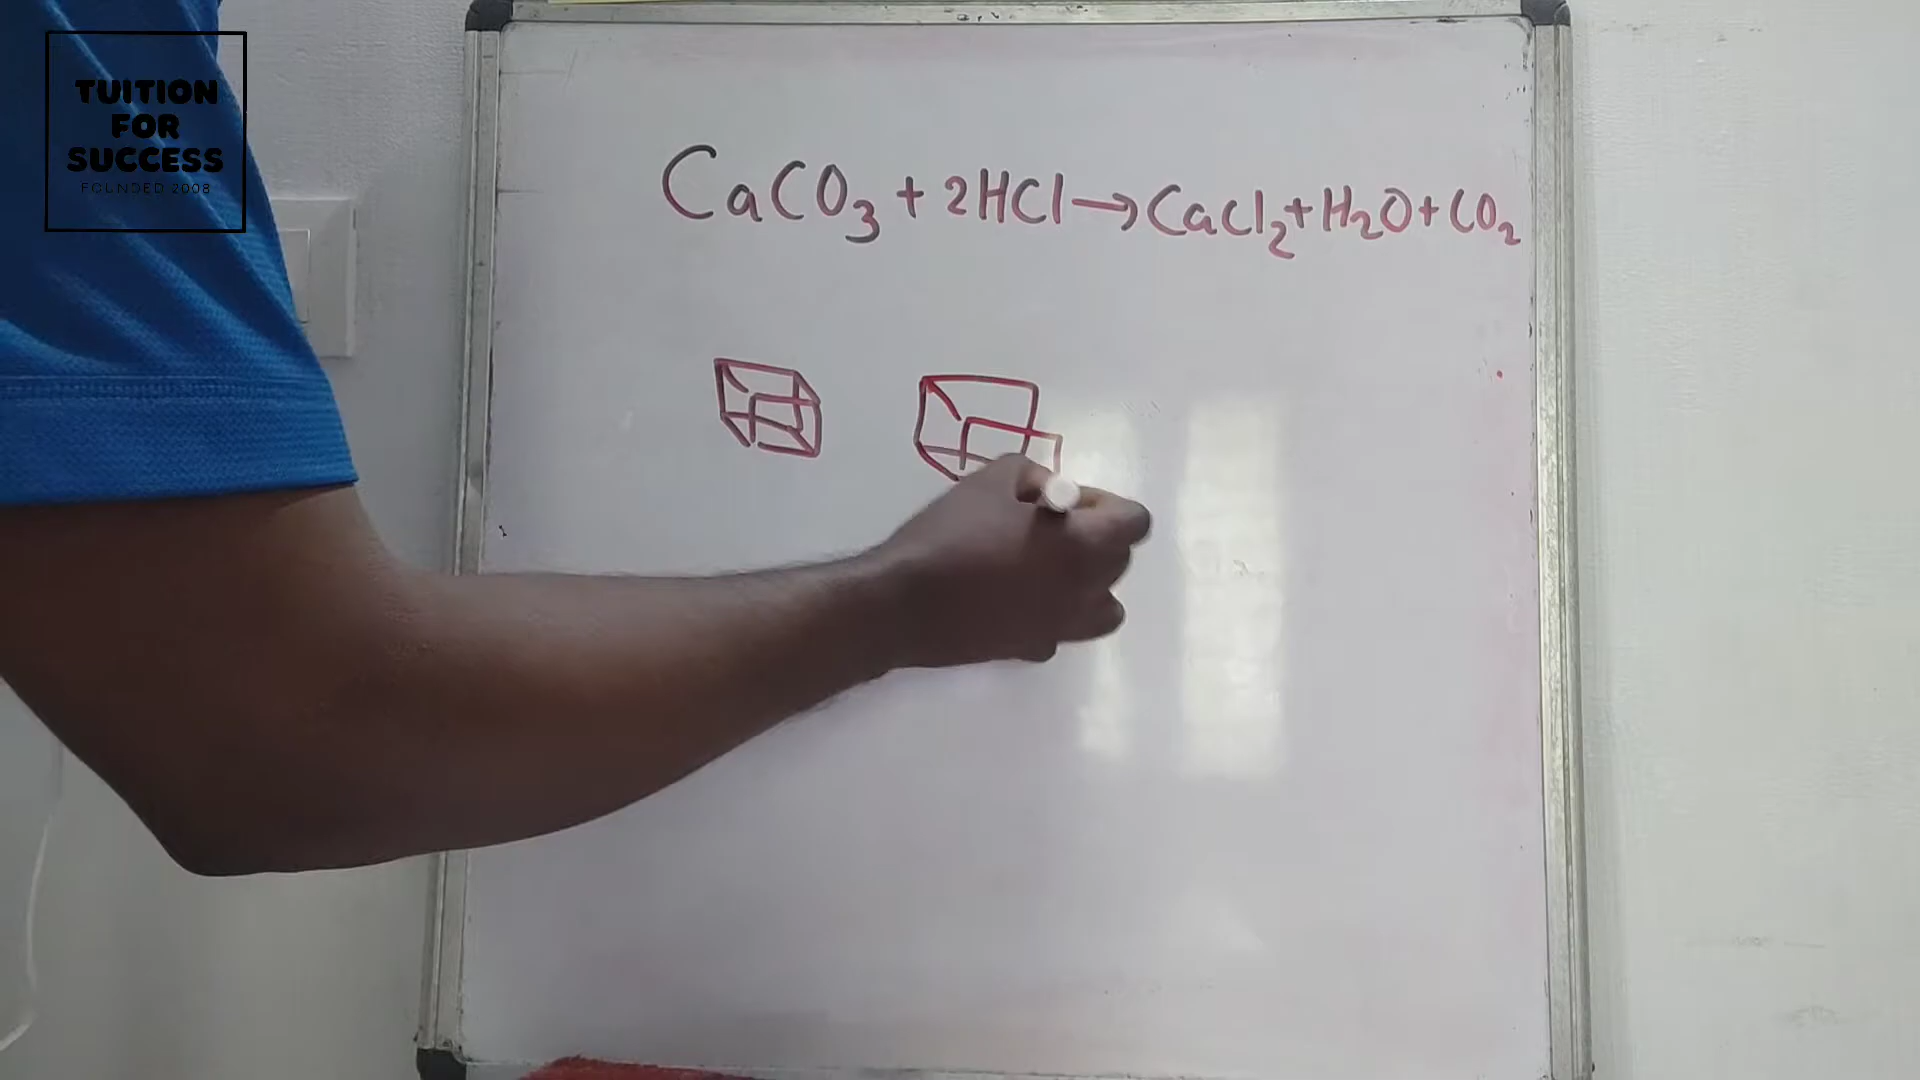 TUITION
FOR
SUCCESS
FOUNDED 2008
CaCO₃ + 2HCl → CaCl₂ + H₂O + CO₂